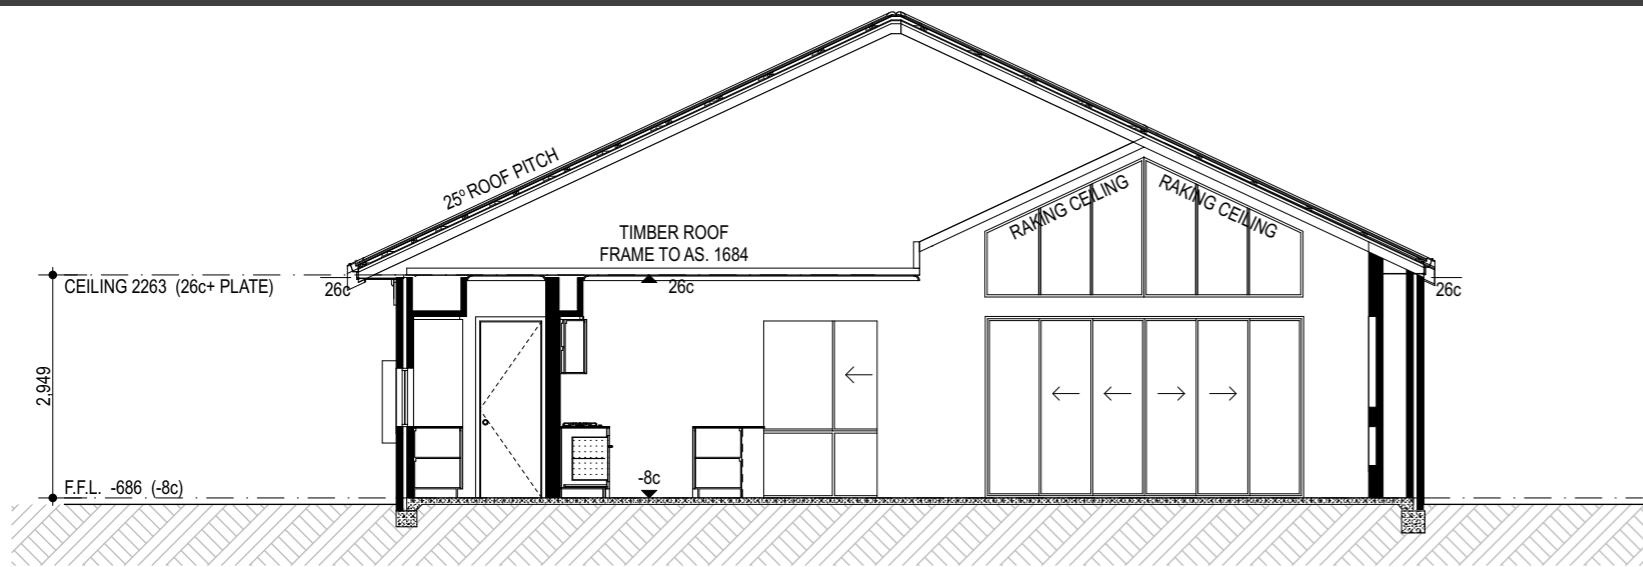 25° ROOF PITCH
RAKING CEILING
RAKING CEILING
TIMBER ROOF
FRAME TO AS. 1684
CEILING 2263 (26c+ PLATE)
26c
26c
26c
2,949
F.F.L. -686 (-8c)
-8c